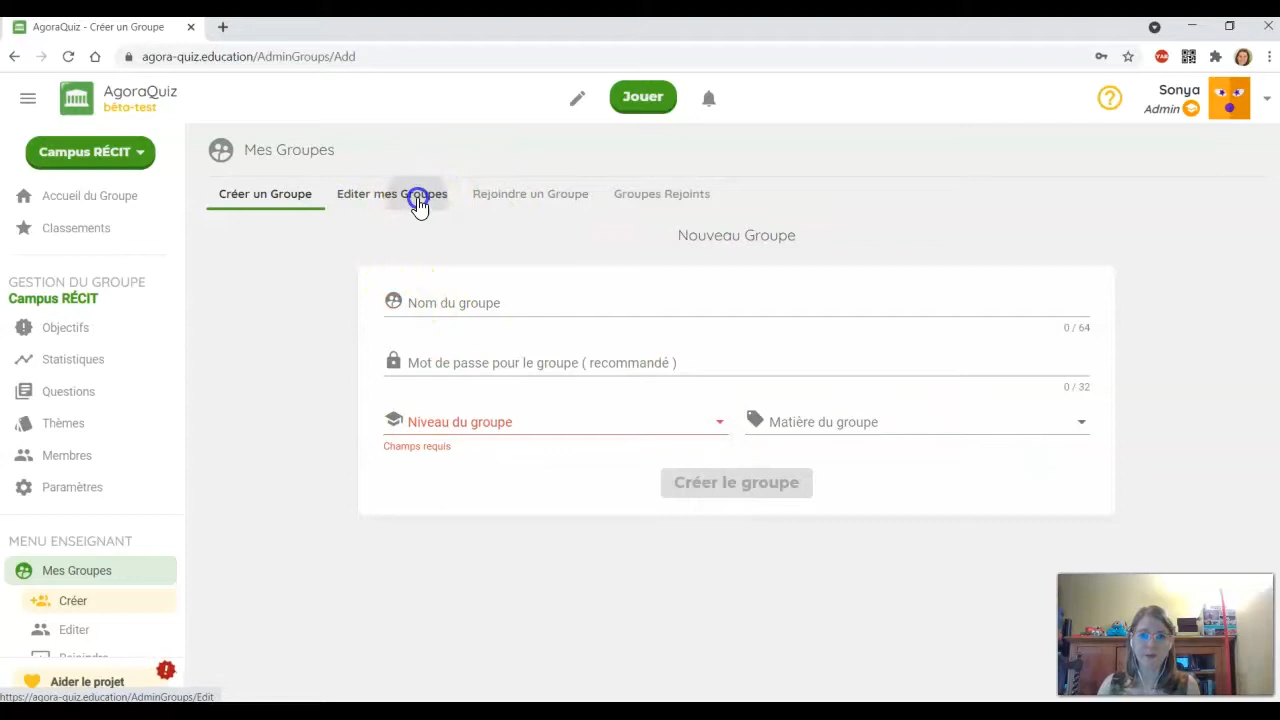 AgoraQuiz - Créer un Groupe
agora-quiz.education/AdminGroups/Add
AgoraQuiz
bêta-test
Jouer
Sonya
Admin
Campus RÉCIT
Accueil du Groupe
Classements
GESTION DU GROUPE
Campus RÉCIT
Objectifs
Statistiques
Questions
Thèmes
Membres
Paramètres
MENU ENSEIGNANT
Mes Groupes
Créer
Editer
Rejoindre
Aider le projet
https://agora-quiz.education/AdminGroups/Edit
Mes Groupes
Créer un Groupe Editer mes Groupes Rejoindre un Groupe Groupes Rejoints
Nouveau Groupe
Nom du groupe
0 / 64
Mot de passe pour le groupe ( recommandé )
0 / 32
Niveau du groupe Matière du groupe
Champs requis
Créer le groupe